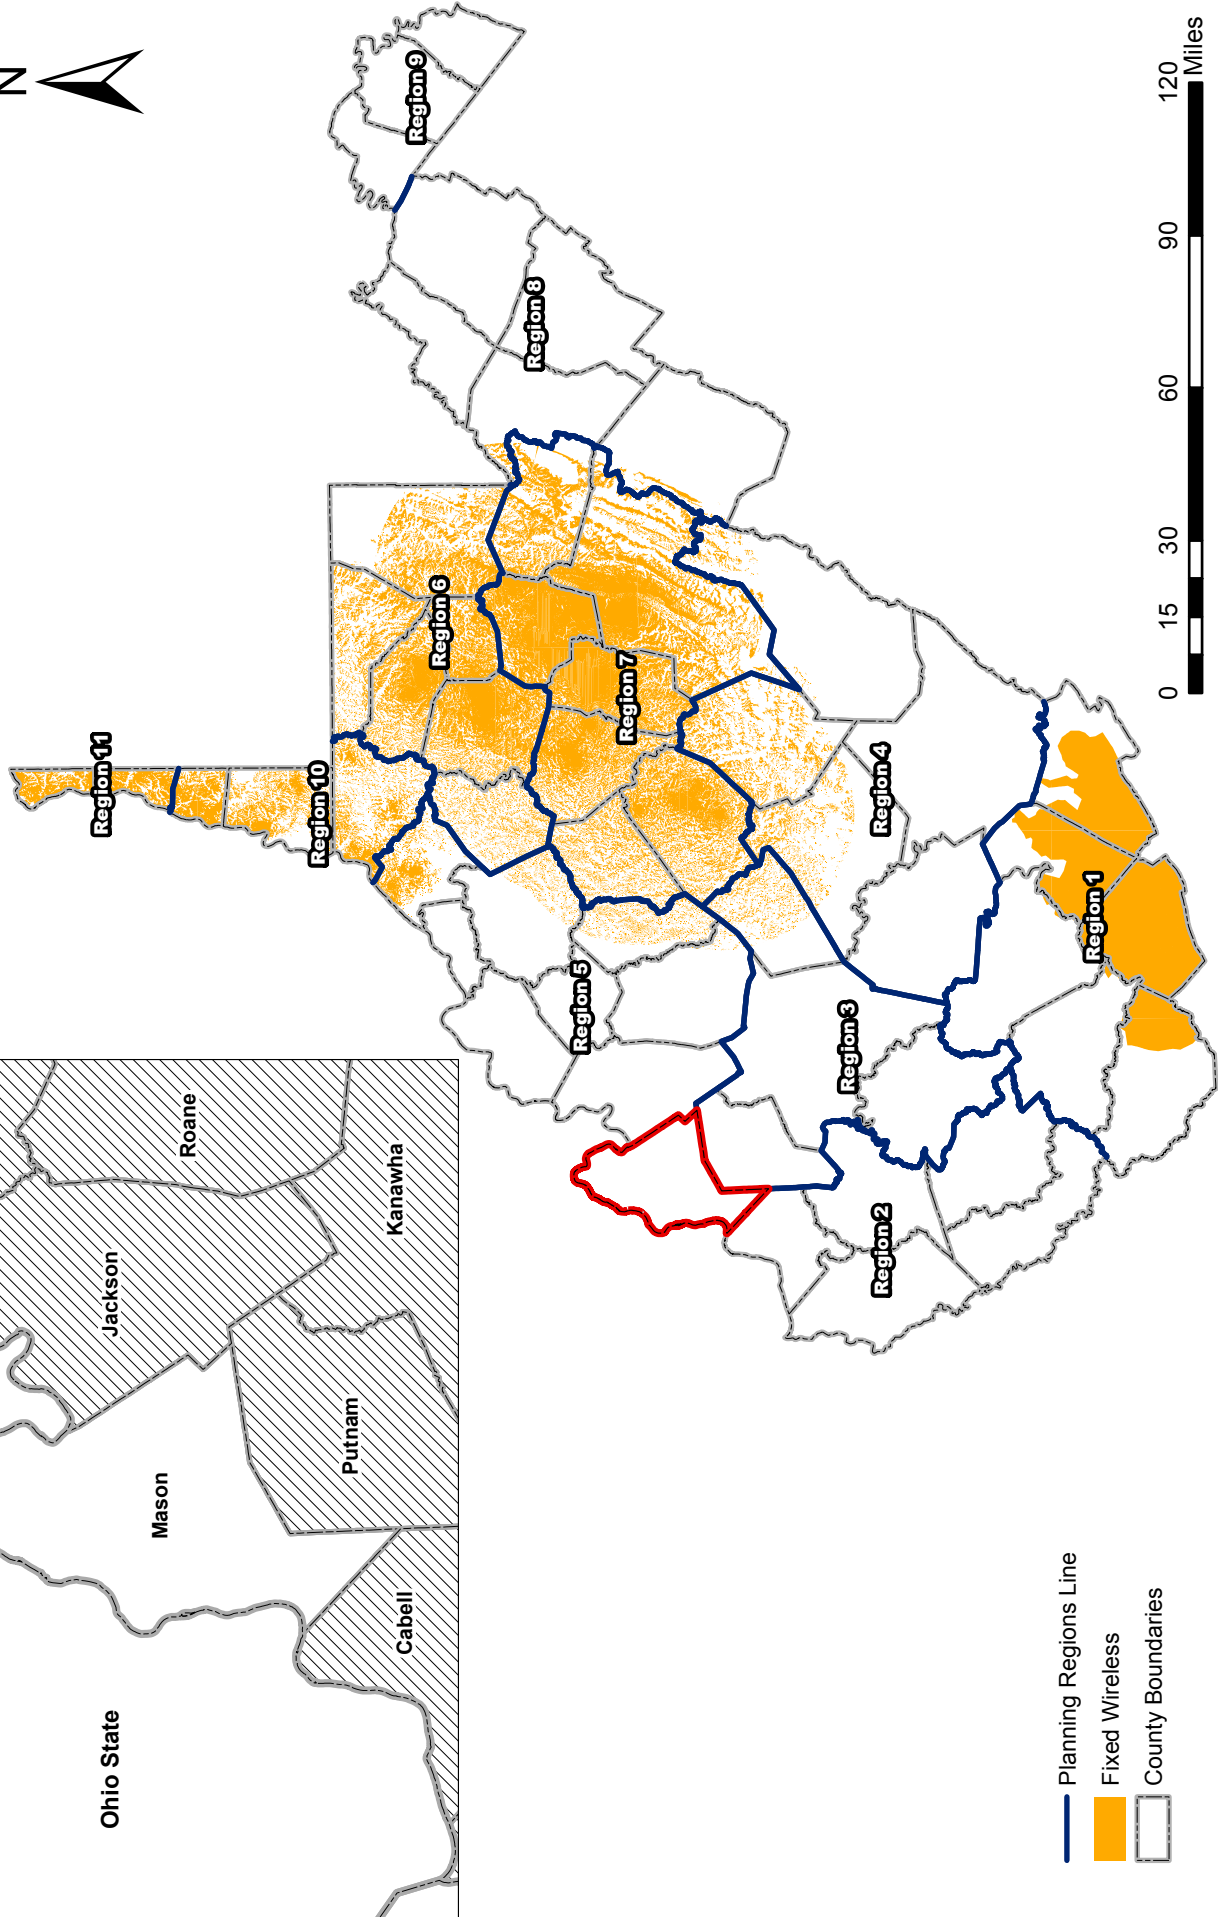 N
Region 11
Region 10
Region 9
Region 6
Region 8
Region 7
Region 5
Region 4
Region 3
Region 2
Region 1
Ohio State
Mason
Jackson
Roane
Putnam
Kanawha
Cabell
Planning Regions Line
Fixed Wireless
County Boundaries
0 15 30 60 90 120
Miles